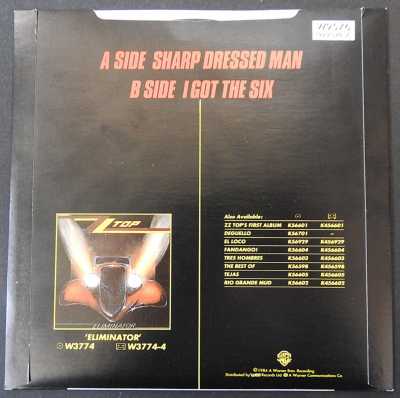 A SIDE SHARP DRESSED MAN
B SIDE I GOT THE SIX
ZZ TOP
ELIMINATOR
'ELIMINATOR'
W3774 W3774-4
Also Available:
ZZ TOP'S FIRST ALBUM K56601 K456601
DEGUELLO K56701 –
EL LOCO K56929 K456929
FANDANGO! K56604 K456604
TRES HOMBRES K56603 K456603
THE BEST OF K56598 K456598
TEJAS K56605 K456605
RIO GRANDE MUD K56602 K456602
℗ 1984 A Warner Bros. Recording
Distributed by Records Ltd © A Warner Communications Co.